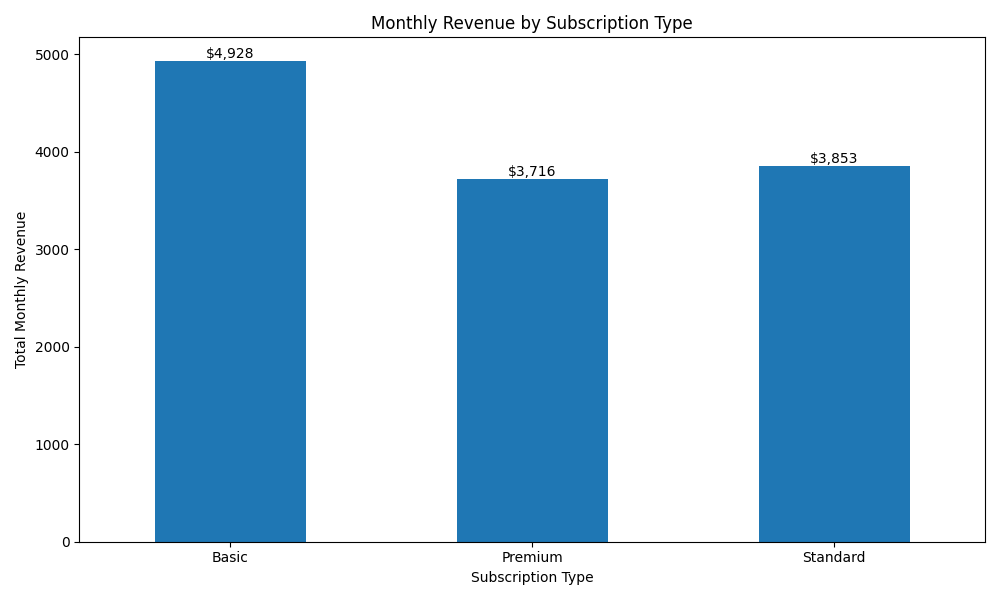 Monthly Revenue by Subscription Type
Total Monthly Revenue
5000
4000
3000
2000
1000
0
$4,928
$3,716
$3,853
Basic
Premium
Standard
Subscription Type